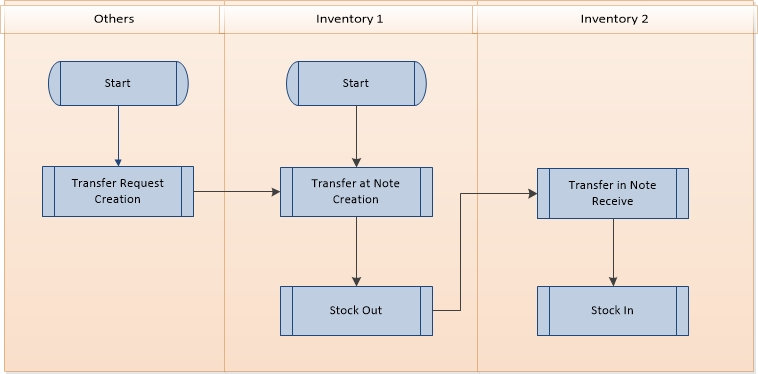 Others
Inventory 1
Inventory 2
Start
Start
Transfer Request
Creation
Transfer at Note
Creation
Transfer in Note
Receive
Stock Out
Stock In